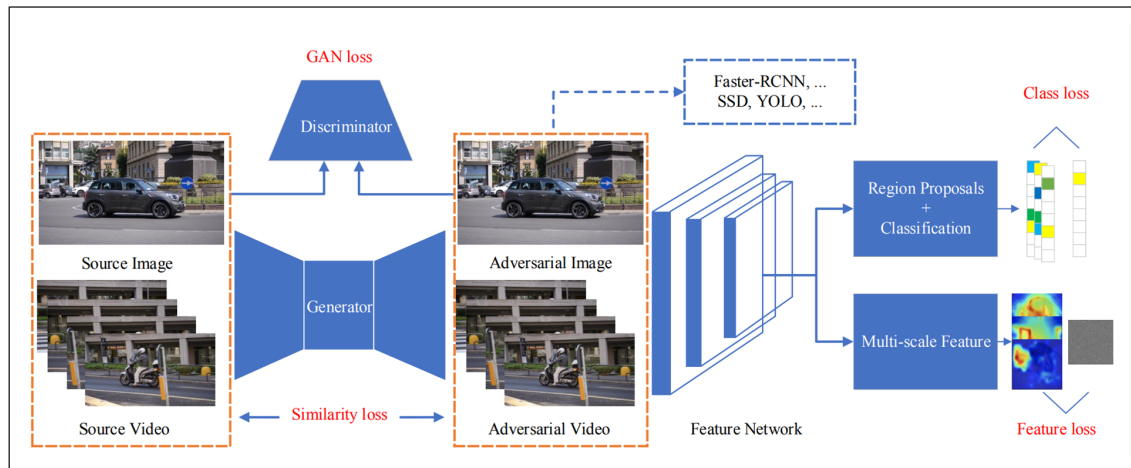 GAN loss
Discriminator
Faster-RCNN, ...
SSD, YOLO, ...
Class loss
Region Proposals
+
Classification
Source Image
Adversarial Image
Generator
Multi-scale Feature
Similarity loss
Source Video
Adversarial Video
Feature Network
Feature loss